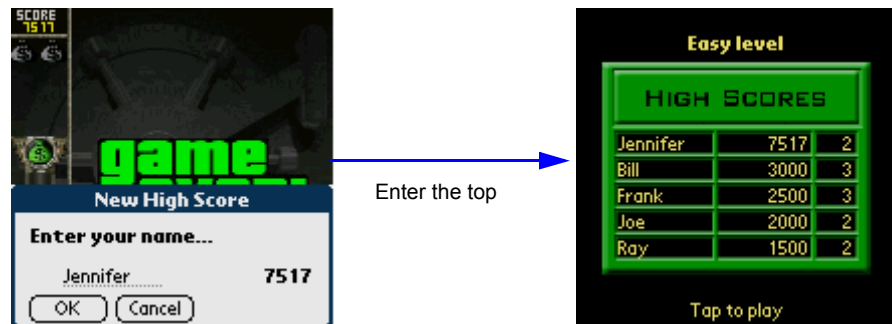 SCORE
7517
game
over!
New High Score
Enter your name...
Jennifer 7517
OK Cancel
Enter the top
Easy level
HIGH SCORES
Jennifer 7517 2
Bill 3000 3
Frank 2500 3
Joe 2000 2
Ray 1500 2
Tap to play